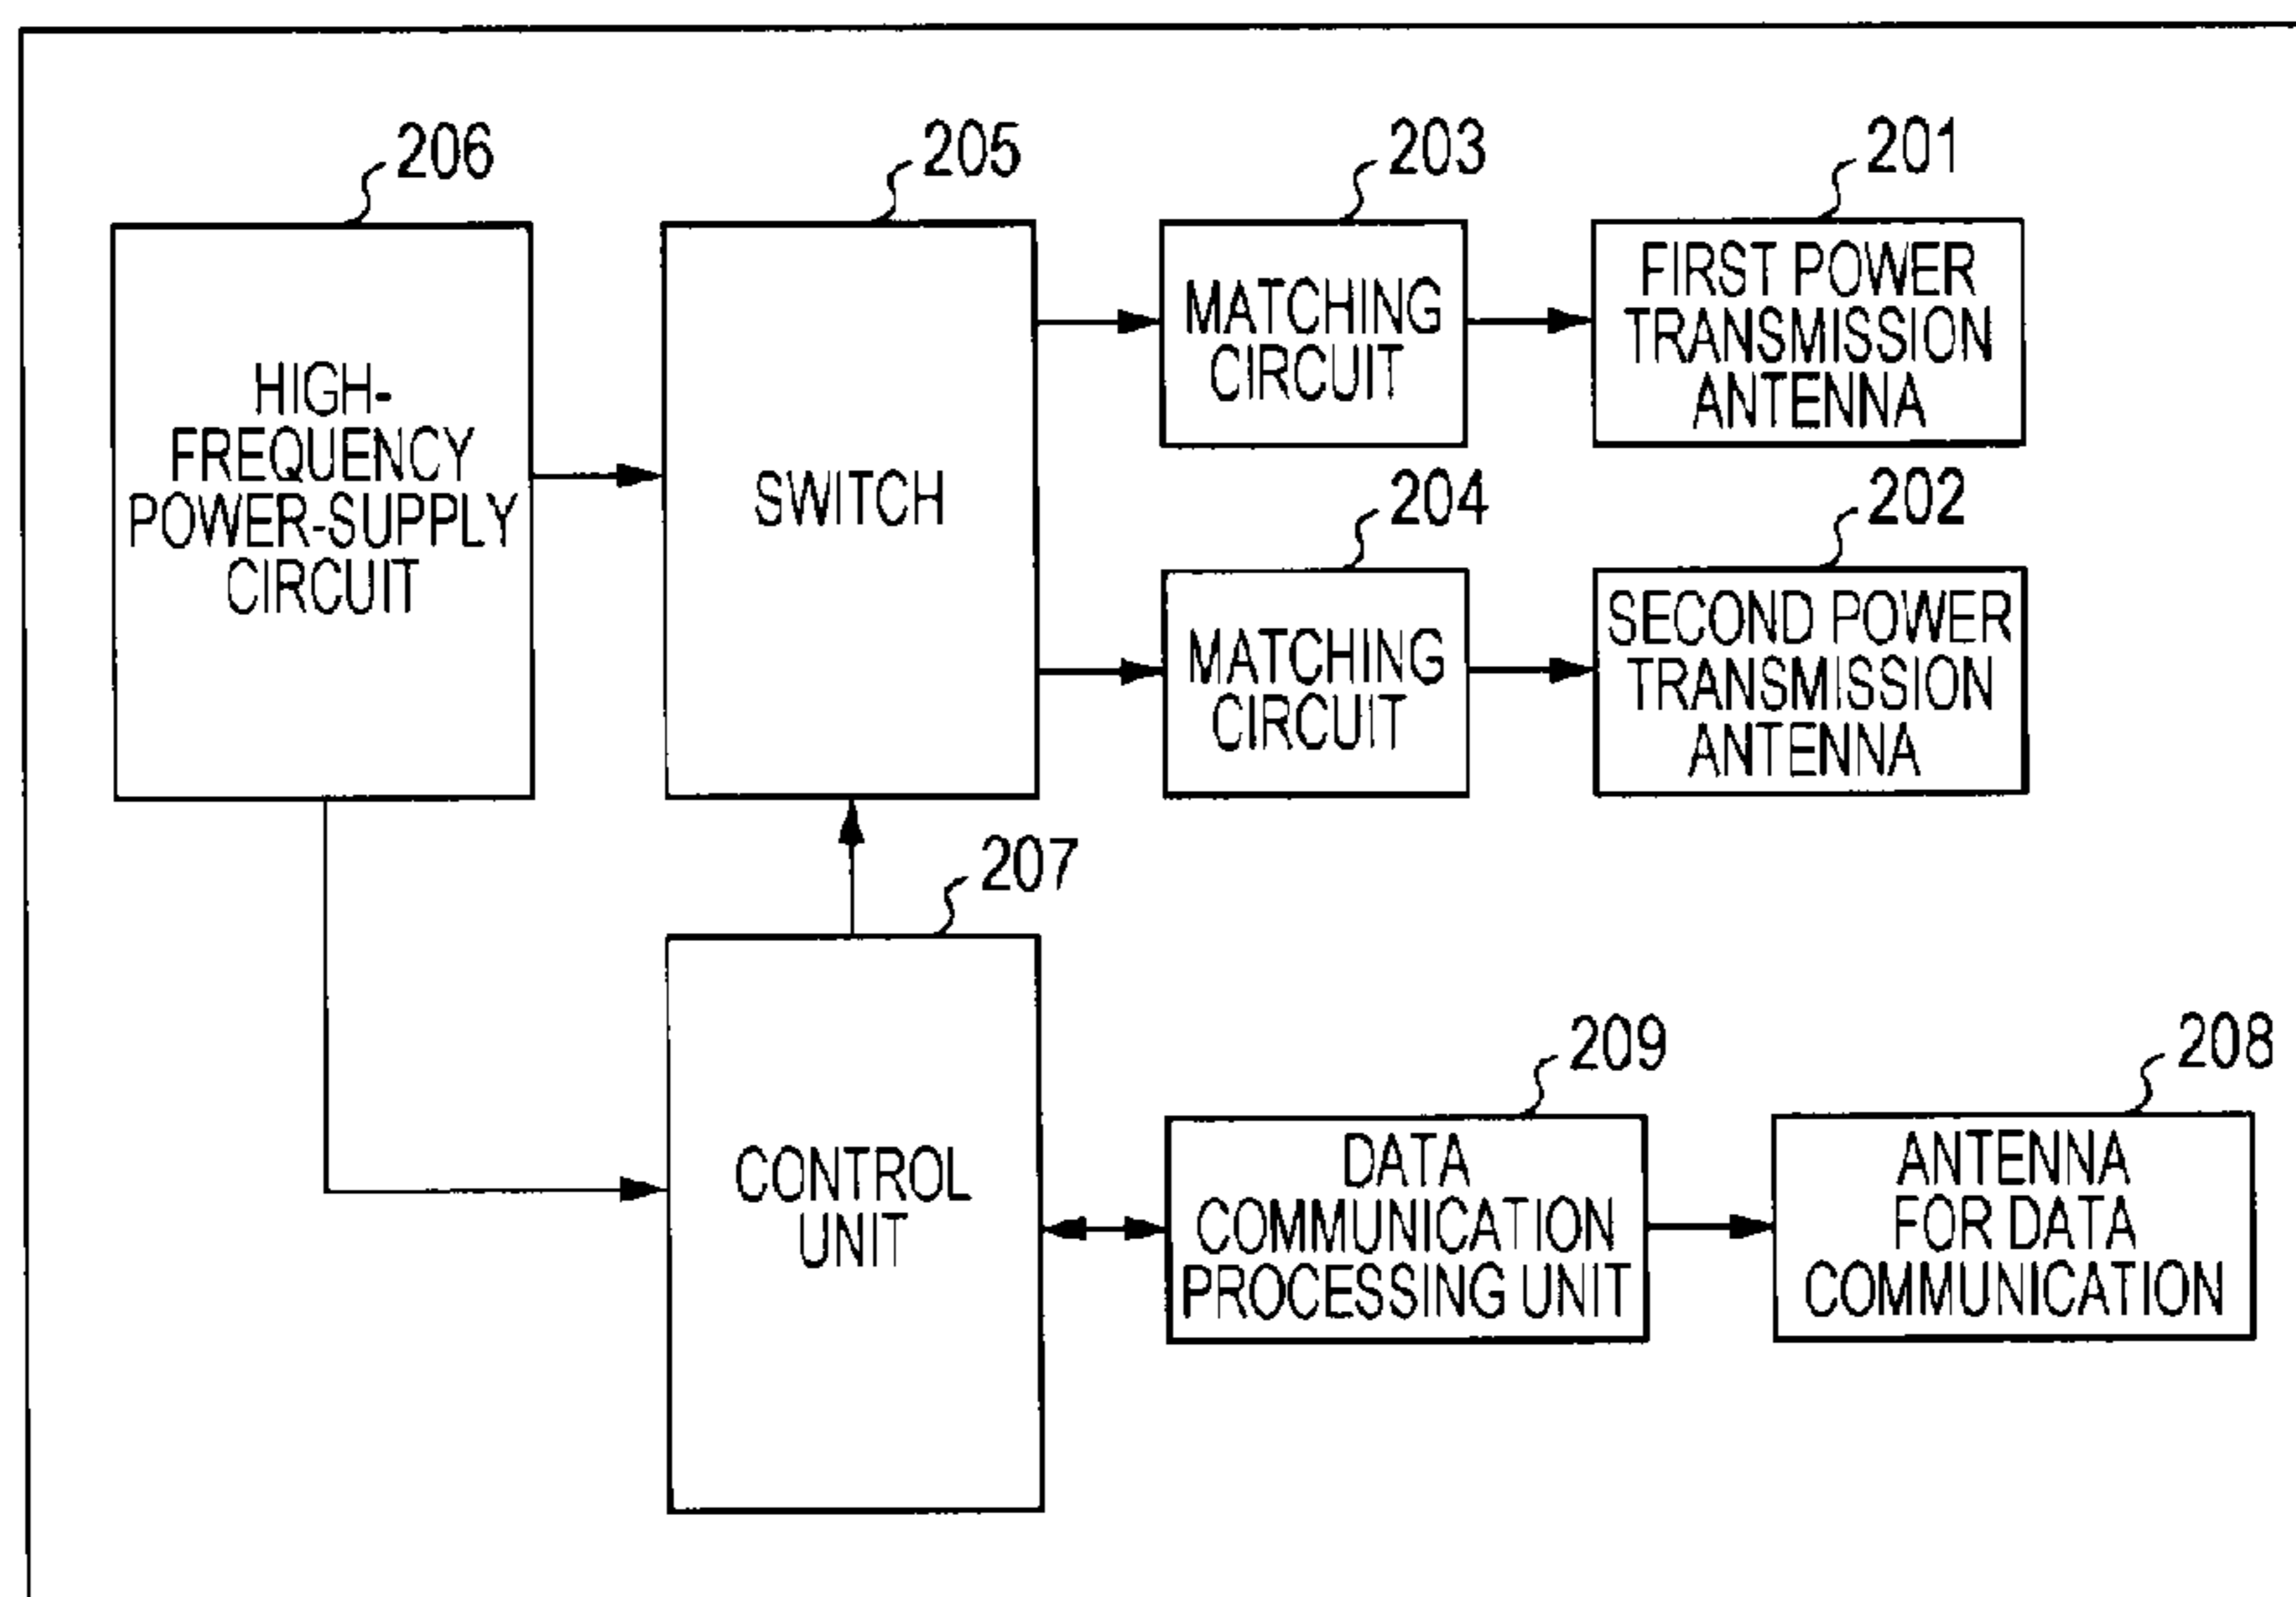 206
205
203
201
HIGH-
FREQUENCY
POWER-SUPPLY
CIRCUIT
SWITCH
MATCHING
CIRCUIT
FIRST POWER
TRANSMISSION
ANTENNA
204
202
MATCHING
CIRCUIT
SECOND POWER
TRANSMISSION
ANTENNA
207
CONTROL
UNIT
209
208
DATA
COMMUNICATION
PROCESSING UNIT
ANTENNA
FOR DATA
COMMUNICATION